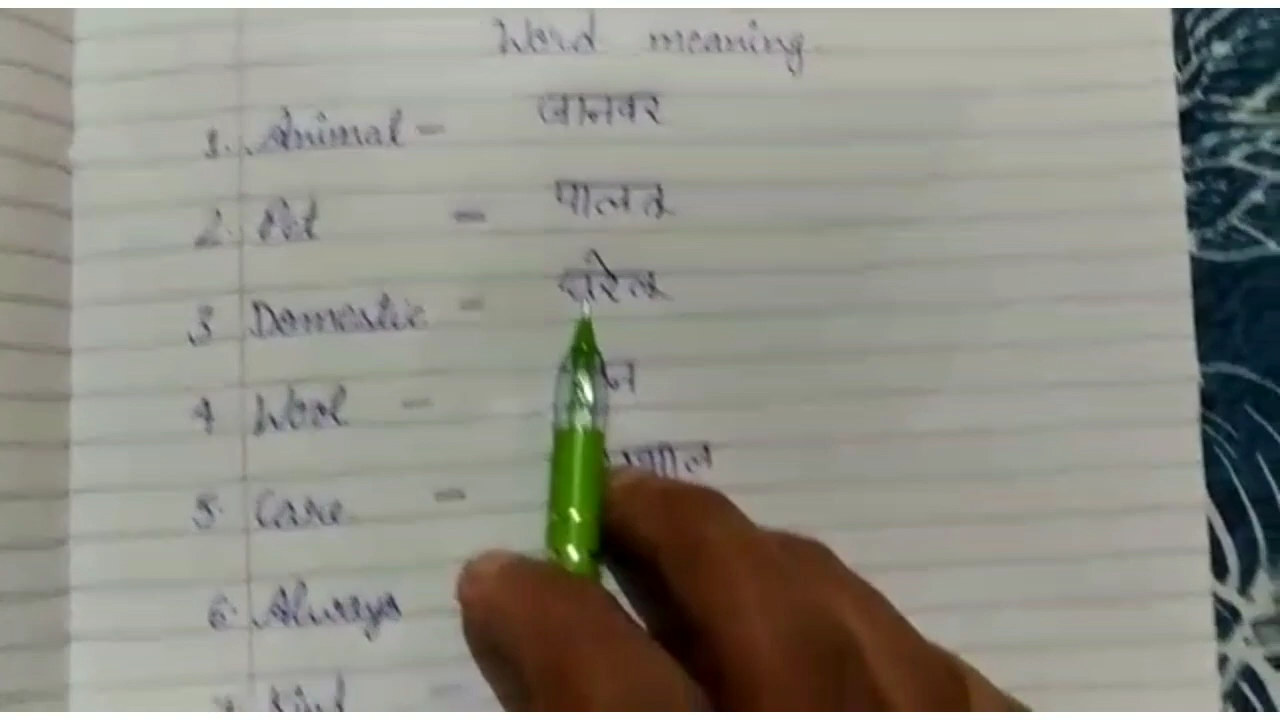 Word meaning
1. Animal - जानवर
2. Pet - पालतू
3 Domestic - घरेलू
4 Wool -
5. Care -
6. Always